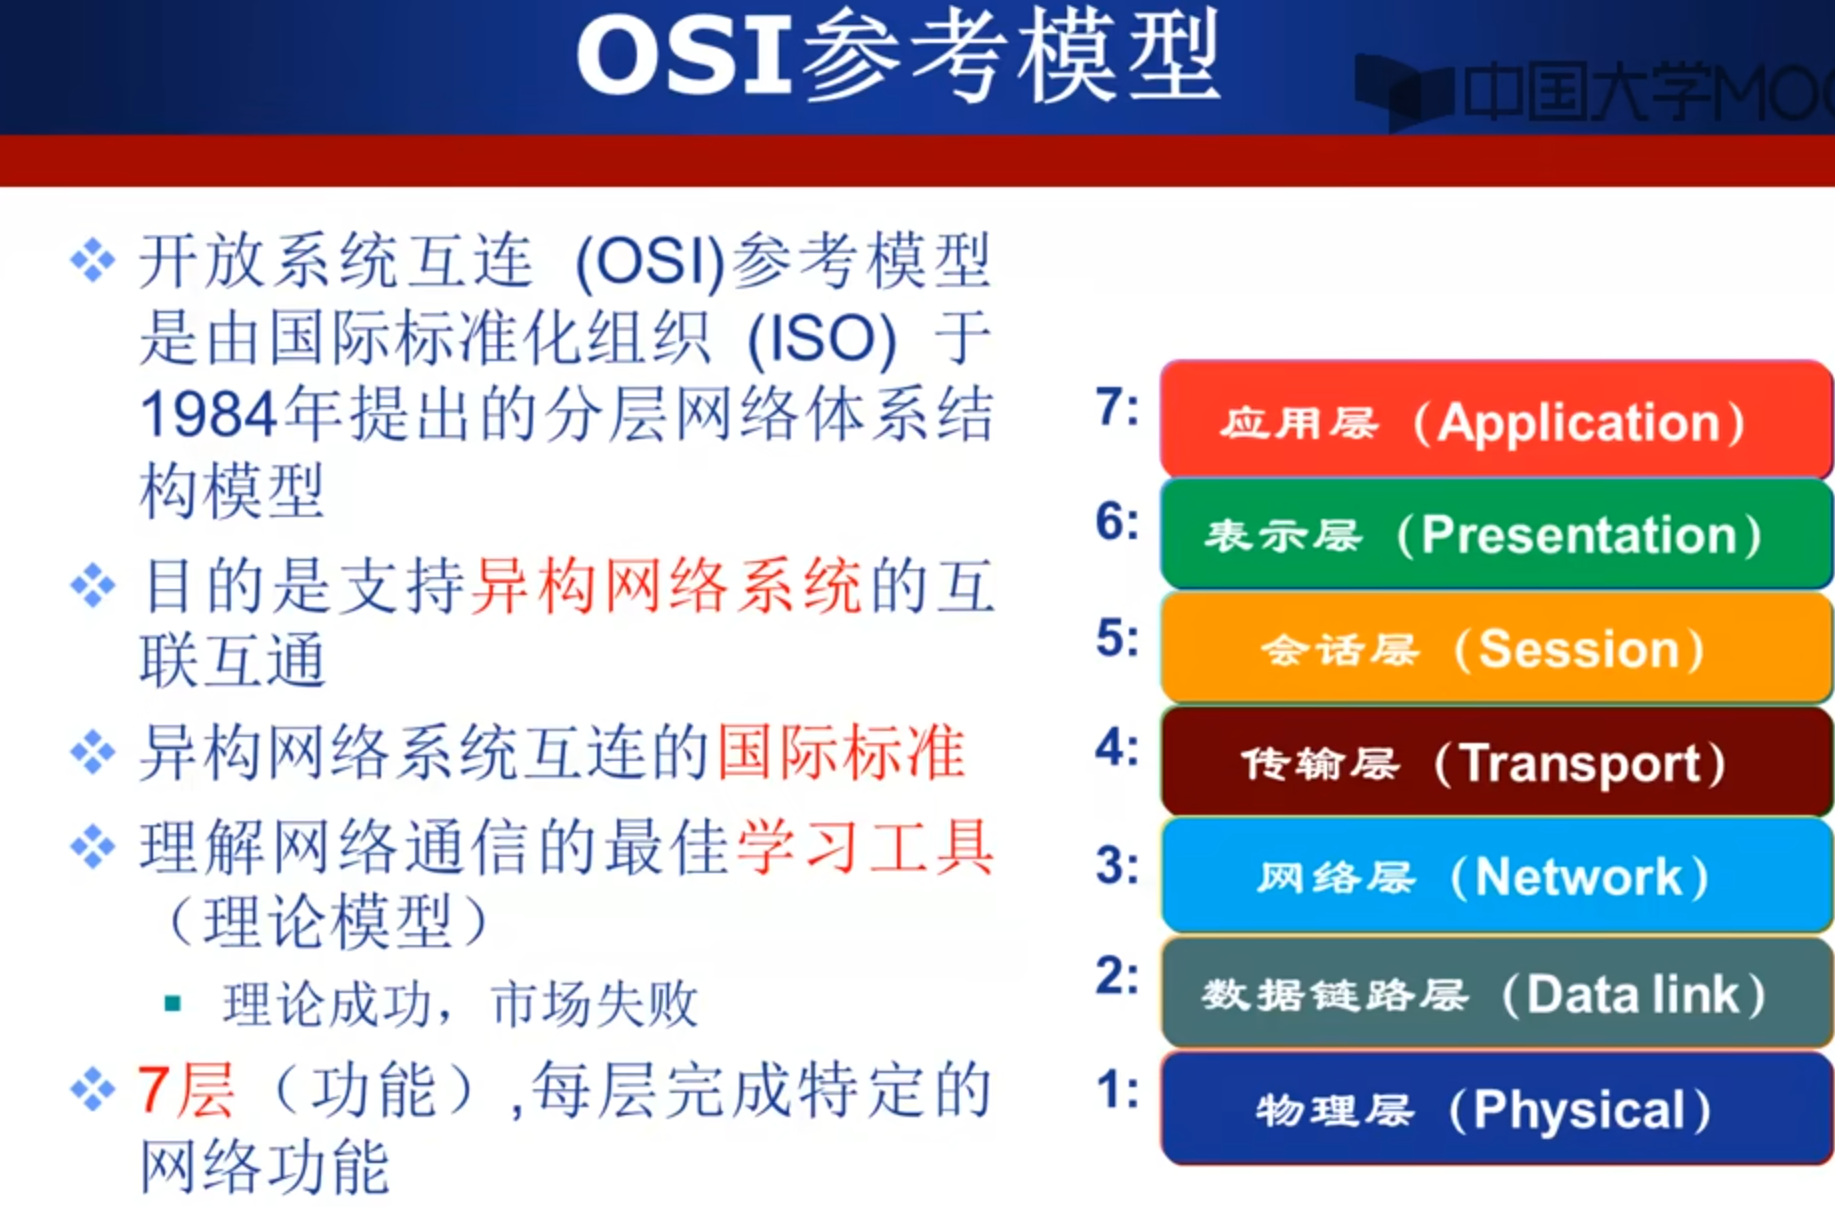 OSI参考模型
中国大学MOO
开放系统互连 (OSI)参考模型
是由国际标准化组织 (ISO) 于
1984年提出的分层网络体系结
构模型
目的是支持异构网络系统的互
联互通
异构网络系统互连的国际标准
理解网络通信的最佳学习工具
（理论模型）
理论成功，市场失败
7层（功能）,每层完成特定的
网络功能
7: 应用层（Application）
6: 表示层（Presentation）
5: 会话层（Session）
4: 传输层（Transport）
3: 网络层（Network）
2: 数据链路层（Data link）
1: 物理层（Physical）